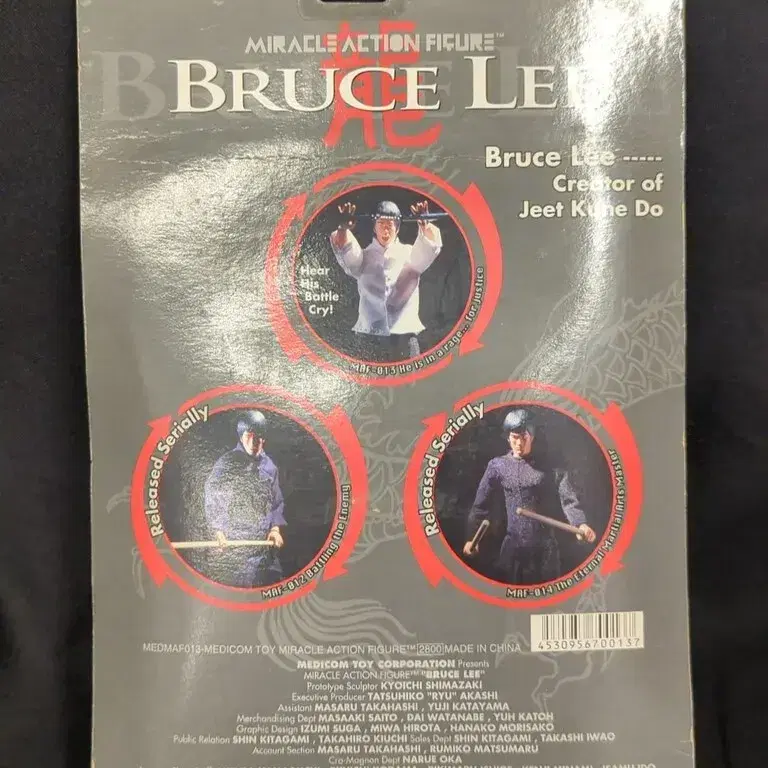 MIRACLE ACTION FIGURE™
BRUCE LEE
龍
Bruce Lee -----
Creator of
Jeet Kune Do
Hear
His
Battle
Cry!
MAF-013 He is in a rage... for justice
Released Serially
MAF-012 Battling the Enemy
Released Serially
MAF-014 The Eternal Martial Arts Master
4530956700137
MEDMAF013-MEDICOM TOY MIRACLE ACTION FIGURE™ 2800 MADE IN CHINA
MEDICOM TOY CORPORATION Presents
MIRACLE ACTION FIGURE™ "BRUCE LEE"
Prototype Sculptor KYOICHI SHIMAZAKI
Executive Producer TATSUHIKO "RYU" AKASHI
Assistant MASARU TAKAHASHI , YUJI KATAYAMA
Merchandising Dept MASAAKI SAITO , DAI WATANABE , YUH KATOH
Graphic Design IZUMI SUGA , MIWA HIROTA , HANAKO MORISAKO
Public Relation SHIN KITAGAMI , TAKAHIRO KIUCHI Sales Dept SHIN KITAGAMI , TAKASHI IWAO
Account Section MASARU TAKAHASHI , RUMIKO MATSUMARU
Cro-Magnon Dept NARUE OKA